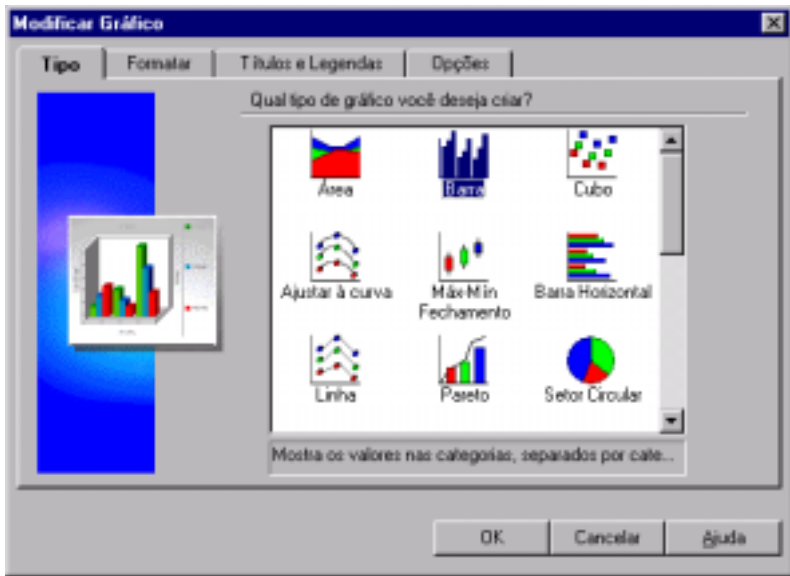 Modificar Gráfico
Tipo Formatar Títulos e Legendas Opções
Qual tipo de gráfico você deseja criar?
Área Barra Cubo
Ajustar à curva Máx-Mín Fechamento Barra Horizontal
Linha Pareto Setor Circular
Mostra os valores nas categorias, separados por cate...
OK Cancelar Ajuda